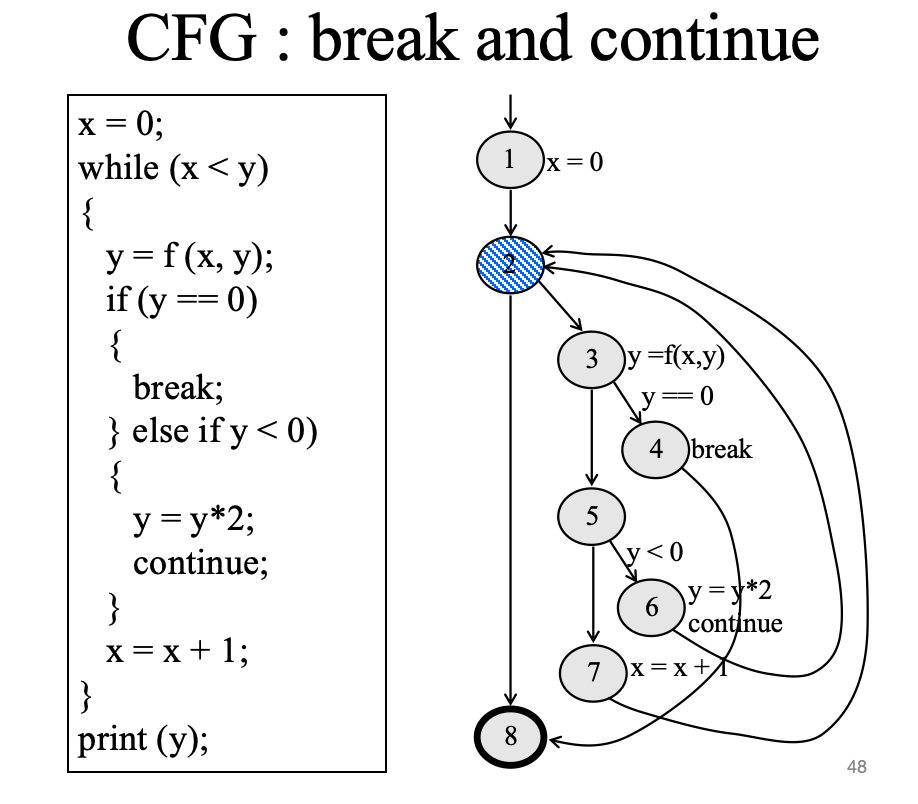 CFG : break and continue
x = 0;
while (x < y)
{
y = f (x, y);
if (y == 0)
{
break;
} else if y < 0)
{
y = y*2;
continue;
}
x = x + 1;
}
print (y);
1
x = 0
2
3
y =f(x,y)
y == 0
4
break
5
y < 0
6
y = y*2
continue
7
x = x + 1
8
48